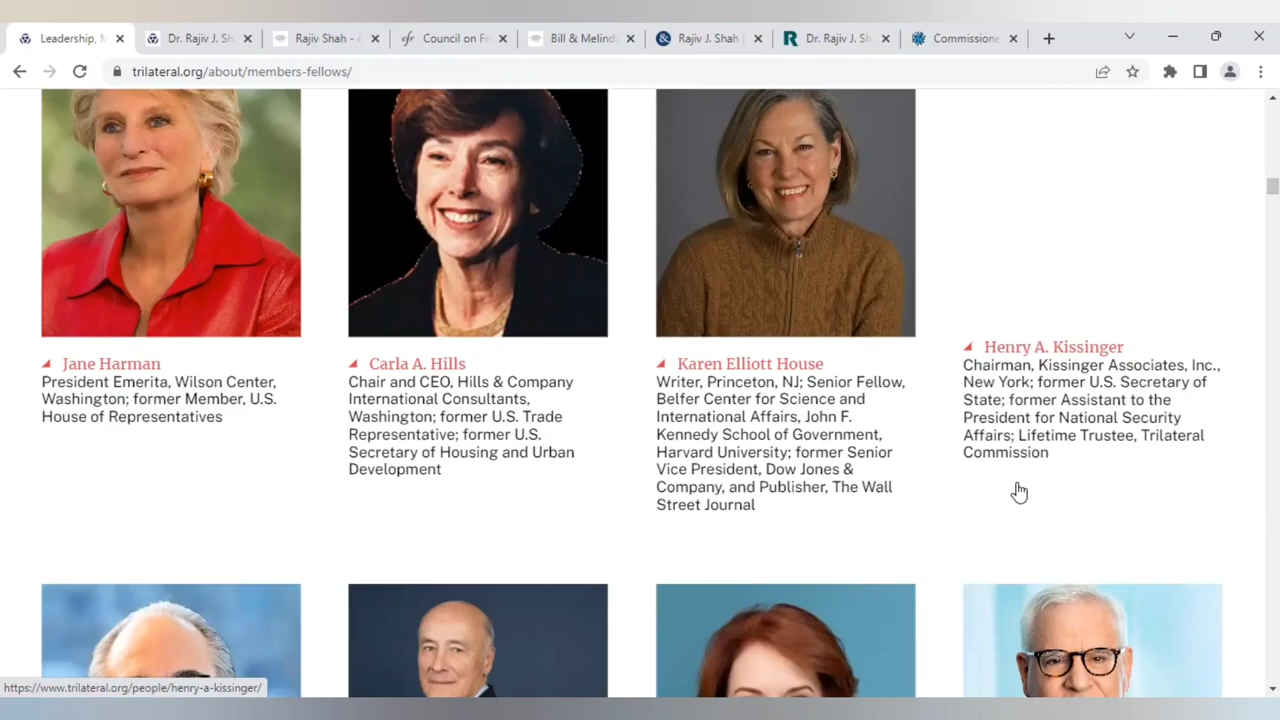 Leadership, M
Dr. Rajiv J. Sh
Rajiv Shah - A
cfr Council on Fo
Bill & Melind
Rajiv J. Shah |
Dr. Rajiv J. Sh
Commissione
trilateral.org/about/members-fellows/
Jane Harman
President Emerita, Wilson Center,
Washington; former Member, U.S.
House of Representatives
Carla A. Hills
Chair and CEO, Hills & Company
International Consultants,
Washington; former U.S. Trade
Representative; former U.S.
Secretary of Housing and Urban
Development
Karen Elliott House
Writer, Princeton, NJ; Senior Fellow,
Belfer Center for Science and
International Affairs, John F.
Kennedy School of Government,
Harvard University; former Senior
Vice President, Dow Jones &
Company, and Publisher, The Wall
Street Journal
Henry A. Kissinger
Chairman, Kissinger Associates, Inc.,
New York; former U.S. Secretary of
State; former Assistant to the
President for National Security
Affairs; Lifetime Trustee, Trilateral
Commission
https://www.trilateral.org/people/henry-a-kissinger/